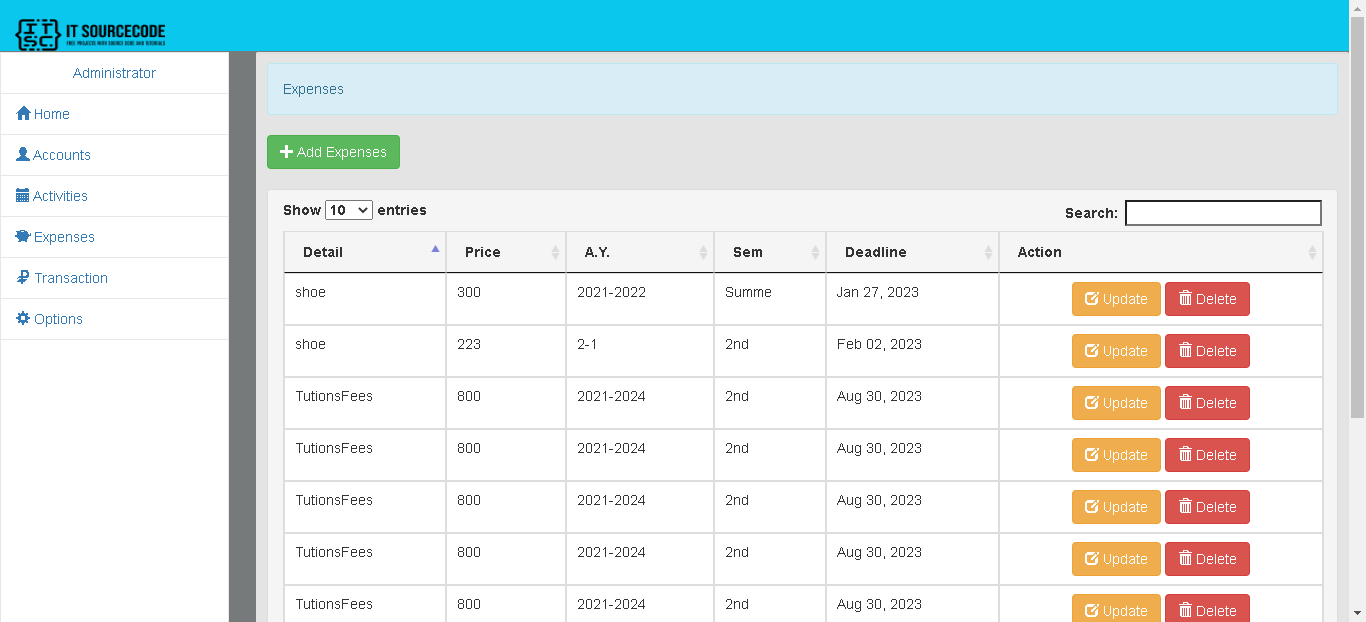 IT SOURCECODE
FREE PROJECTS WITH SOURCE CODE AND TUTORIALS
Administrator
Home
Accounts
Activities
Expenses
Transaction
Options
Expenses
Add Expenses
Show 10 entries
Search:
Detail Price A.Y. Sem Deadline Action
shoe 300 2021-2022 Summe Jan 27, 2023 Update Delete
shoe 223 2-1 2nd Feb 02, 2023 Update Delete
TutionsFees 800 2021-2024 2nd Aug 30, 2023 Update Delete
TutionsFees 800 2021-2024 2nd Aug 30, 2023 Update Delete
TutionsFees 800 2021-2024 2nd Aug 30, 2023 Update Delete
TutionsFees 800 2021-2024 2nd Aug 30, 2023 Update Delete
TutionsFees 800 2021-2024 2nd Aug 30, 2023 Update Delete